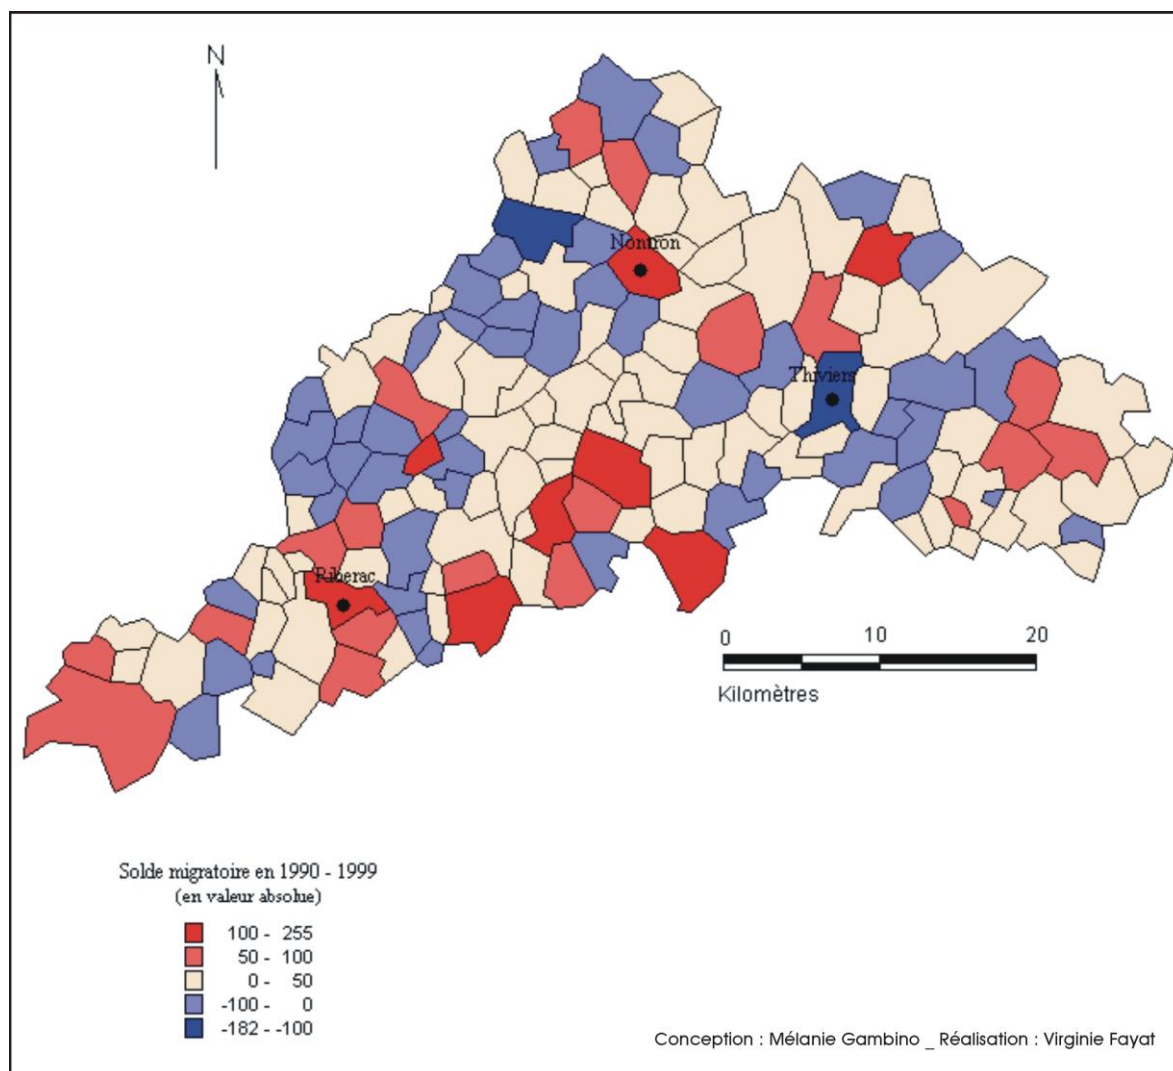 N
Nontron
Thiviers
Riberac
0 10 20
Kilomètres
Solde migratoire en 1990 - 1999
(en valeur absolue)
100 - 255
50 - 100
0 - 50
-100 - 0
-182 - -100
Conception : Mélanie Gambino _ Réalisation : Virginie Fayat